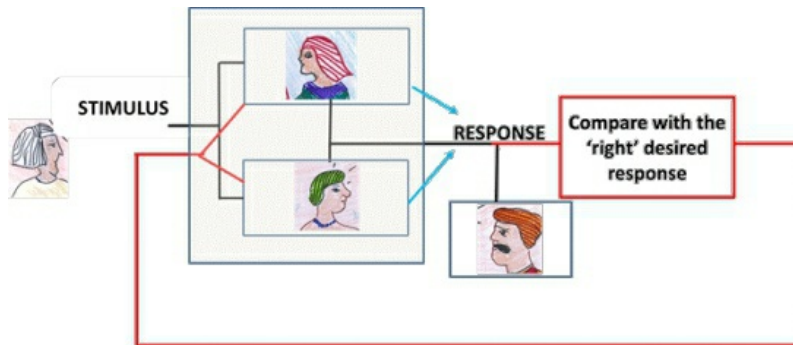 STIMULUS
RESPONSE
Compare with the
'right' desired
response